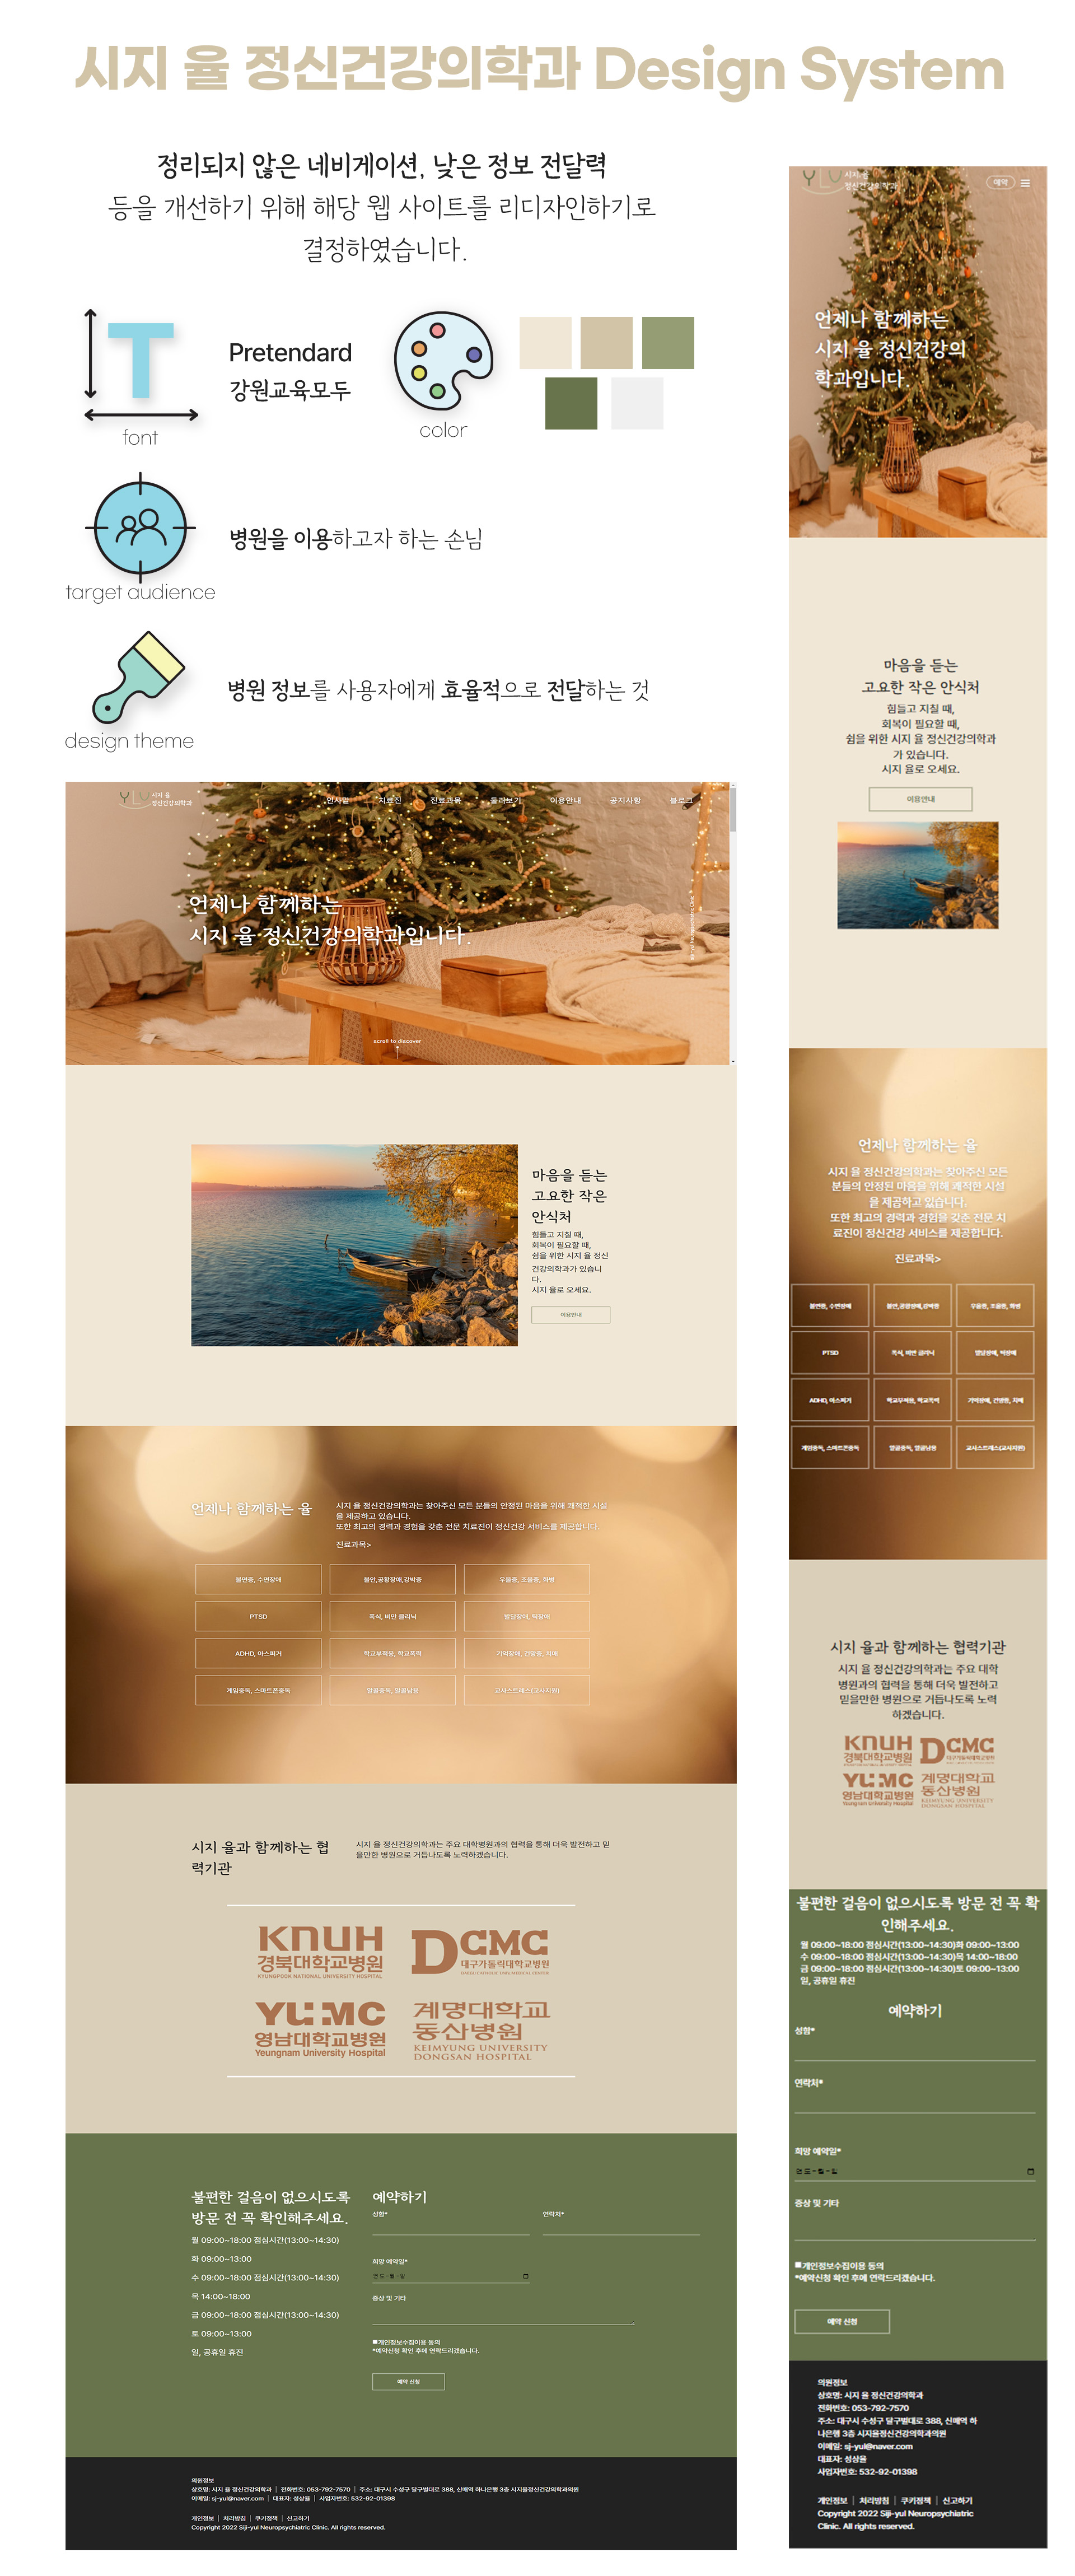 시지 율 정신건강의학과 Design System
정리되지 않은 네비게이션, 낮은 정보 전달력
등을 개선하기 위해 해당 웹 사이트를 리디자인하기로
결정하였습니다.
T
font
Pretendard
강원교육모두
color
target audience
병원을 이용하고자 하는 손님
design theme
병원 정보를 사용자에게 효율적으로 전달하는 것
YLU 시지 율
정신건강의학과
인사말 치료진 진료과목 둘러보기 이용안내 공지사항 블로그
언제나 함께하는
시지 율 정신건강의학과입니다.
scroll to discover
마음을 듣는
고요한 작은
안식처
힘들고 지칠 때,
회복이 필요할 때,
쉼을 위한 시지 율 정신
건강의학과가 있습니
다.
시지 율로 오세요.
이용안내
언제나 함께하는 율
시지 율 정신건강의학과는 찾아주신 모든 분들의 안정된 마음을 위해 쾌적한 시설
을 제공하고 있습니다.
또한 최고의 경력과 경험을 갖춘 전문 치료진이 정신건강 서비스를 제공합니다.
진료과목>
불면증, 수면장애
불안,공황장애,강박증
우울증, 조울증, 화병
PTSD
폭식, 비만 클리닉
발달장애, 틱장애
ADHD, 아스퍼거
학교부적응, 학교폭력
기억장애, 건망증, 치매
게임중독, 스마트폰중독
알콜중독, 알콜남용
교사스트레스(교사지원)
시지 율과 함께하는 협
력기관
시지 율 정신건강의학과는 주요 대학병원과의 협력을 통해 더욱 발전하고 믿
을만한 병원으로 거듭나도록 노력하겠습니다.
KNUH
경북대학교병원
KYUNGPOOK NATIONAL UNIVERSITY HOSPITAL
DCMC
대구가톨릭대학교병원
DAEGU CATHOLIC UNIV. MEDICAL CENTER
YUMC
영남대학교병원
Yeungnam University Hospital
계명대학교
동산병원
KEIMYUNG UNIVERSITY
DONGSAN HOSPITAL
불편한 걸음이 없으시도록
방문 전 꼭 확인해주세요.
월 09:00~18:00 점심시간(13:00~14:30)
화 09:00~13:00
수 09:00~18:00 점심시간(13:00~14:30)
목 14:00~18:00
금 09:00~18:00 점심시간(13:00~14:30)
토 09:00~13:00
일, 공휴일 휴진
예약하기
성함*
연락처*
희망 예약일*
연도-월-일
증상 및 기타
개인정보수집이용 동의
*예약신청 확인 후에 연락드리겠습니다.
예약 신청
의원정보
상호명: 시지 율 정신건강의학과 | 전화번호: 053-792-7570 | 주소: 대구시 수성구 달구벌대로 388, 신매역 하나은행 3층 시지율정신건강의학과의원
이메일: sj-yul@naver.com | 대표자: 성상율 | 사업자번호: 532-92-01398
개인정보 | 처리방침 | 쿠키정책 | 신고하기
Copyright 2022 Siji-yul Neuropsychiatric Clinic. All rights reserved.
YLU 시지 율
정신건강의학과
예약
언제나 함께하는
시지 율 정신건강의
학과입니다.
마음을 듣는
고요한 작은 안식처
힘들고 지칠 때,
회복이 필요할 때,
쉼을 위한 시지 율 정신건강의학과
가 있습니다.
시지 율로 오세요.
이용안내
언제나 함께하는 율
시지 율 정신건강의학과는 찾아주신 모든
분들의 안정된 마음을 위해 쾌적한 시설
을 제공하고 있습니다.
또한 최고의 경력과 경험을 갖춘 전문 치
료진이 정신건강 서비스를 제공합니다.
진료과목>
불면증, 수면장애
불안,공황장애,강박증
우울증, 조울증, 화병
PTSD
폭식, 비만 클리닉
발달장애, 틱장애
ADHD, 아스퍼거
학교부적응, 학교폭력
기억장애, 건망증, 치매
게임중독, 스마트폰중독
알콜중독, 알콜남용
교사스트레스(교사지원)
시지 율과 함께하는 협력기관
시지 율 정신건강의학과는 주요 대학
병원과의 협력을 통해 더욱 발전하고
믿을만한 병원으로 거듭나도록 노력
하겠습니다.
KNUH
경북대학교병원
DCMC
대구가톨릭대학교병원
YUMC
영남대학교병원
Yeungnam University Hospital
계명대학교
동산병원
KEIMYUNG UNIVERSITY
DONGSAN HOSPITAL
불편한 걸음이 없으시도록 방문 전 꼭 확
인해주세요.
월 09:00~18:00 점심시간(13:00~14:30)화 09:00~13:00
수 09:00~18:00 점심시간(13:00~14:30)목 14:00~18:00
금 09:00~18:00 점심시간(13:00~14:30)토 09:00~13:00
일, 공휴일 휴진
예약하기
성함*
연락처*
희망 예약일*
연도-월-일
증상 및 기타
개인정보수집이용 동의
*예약신청 확인 후에 연락드리겠습니다.
예약 신청
의원정보
상호명: 시지 율 정신건강의학과
전화번호: 053-792-7570
주소: 대구시 수성구 달구벌대로 388, 신매역 하
나은행 3층 시지율정신건강의학과의원
이메일: sj-yul@naver.com
대표자: 성상율
사업자번호: 532-92-01398
개인정보 | 처리방침 | 쿠키정책 | 신고하기
Copyright 2022 Siji-yul Neuropsychiatric
Clinic. All rights reserved.